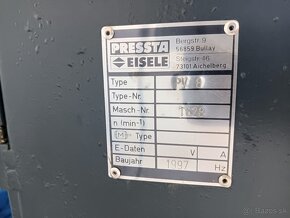 PRESSTA
EISELE
Bergstr. 9
56859 Bullay
Steigstr. 46
73101 Aichelberg
Type
Type-Nr.
Masch-Nr.
n (min-1)
(M) Type
E-Daten V A
Baujahr 1997 Hz